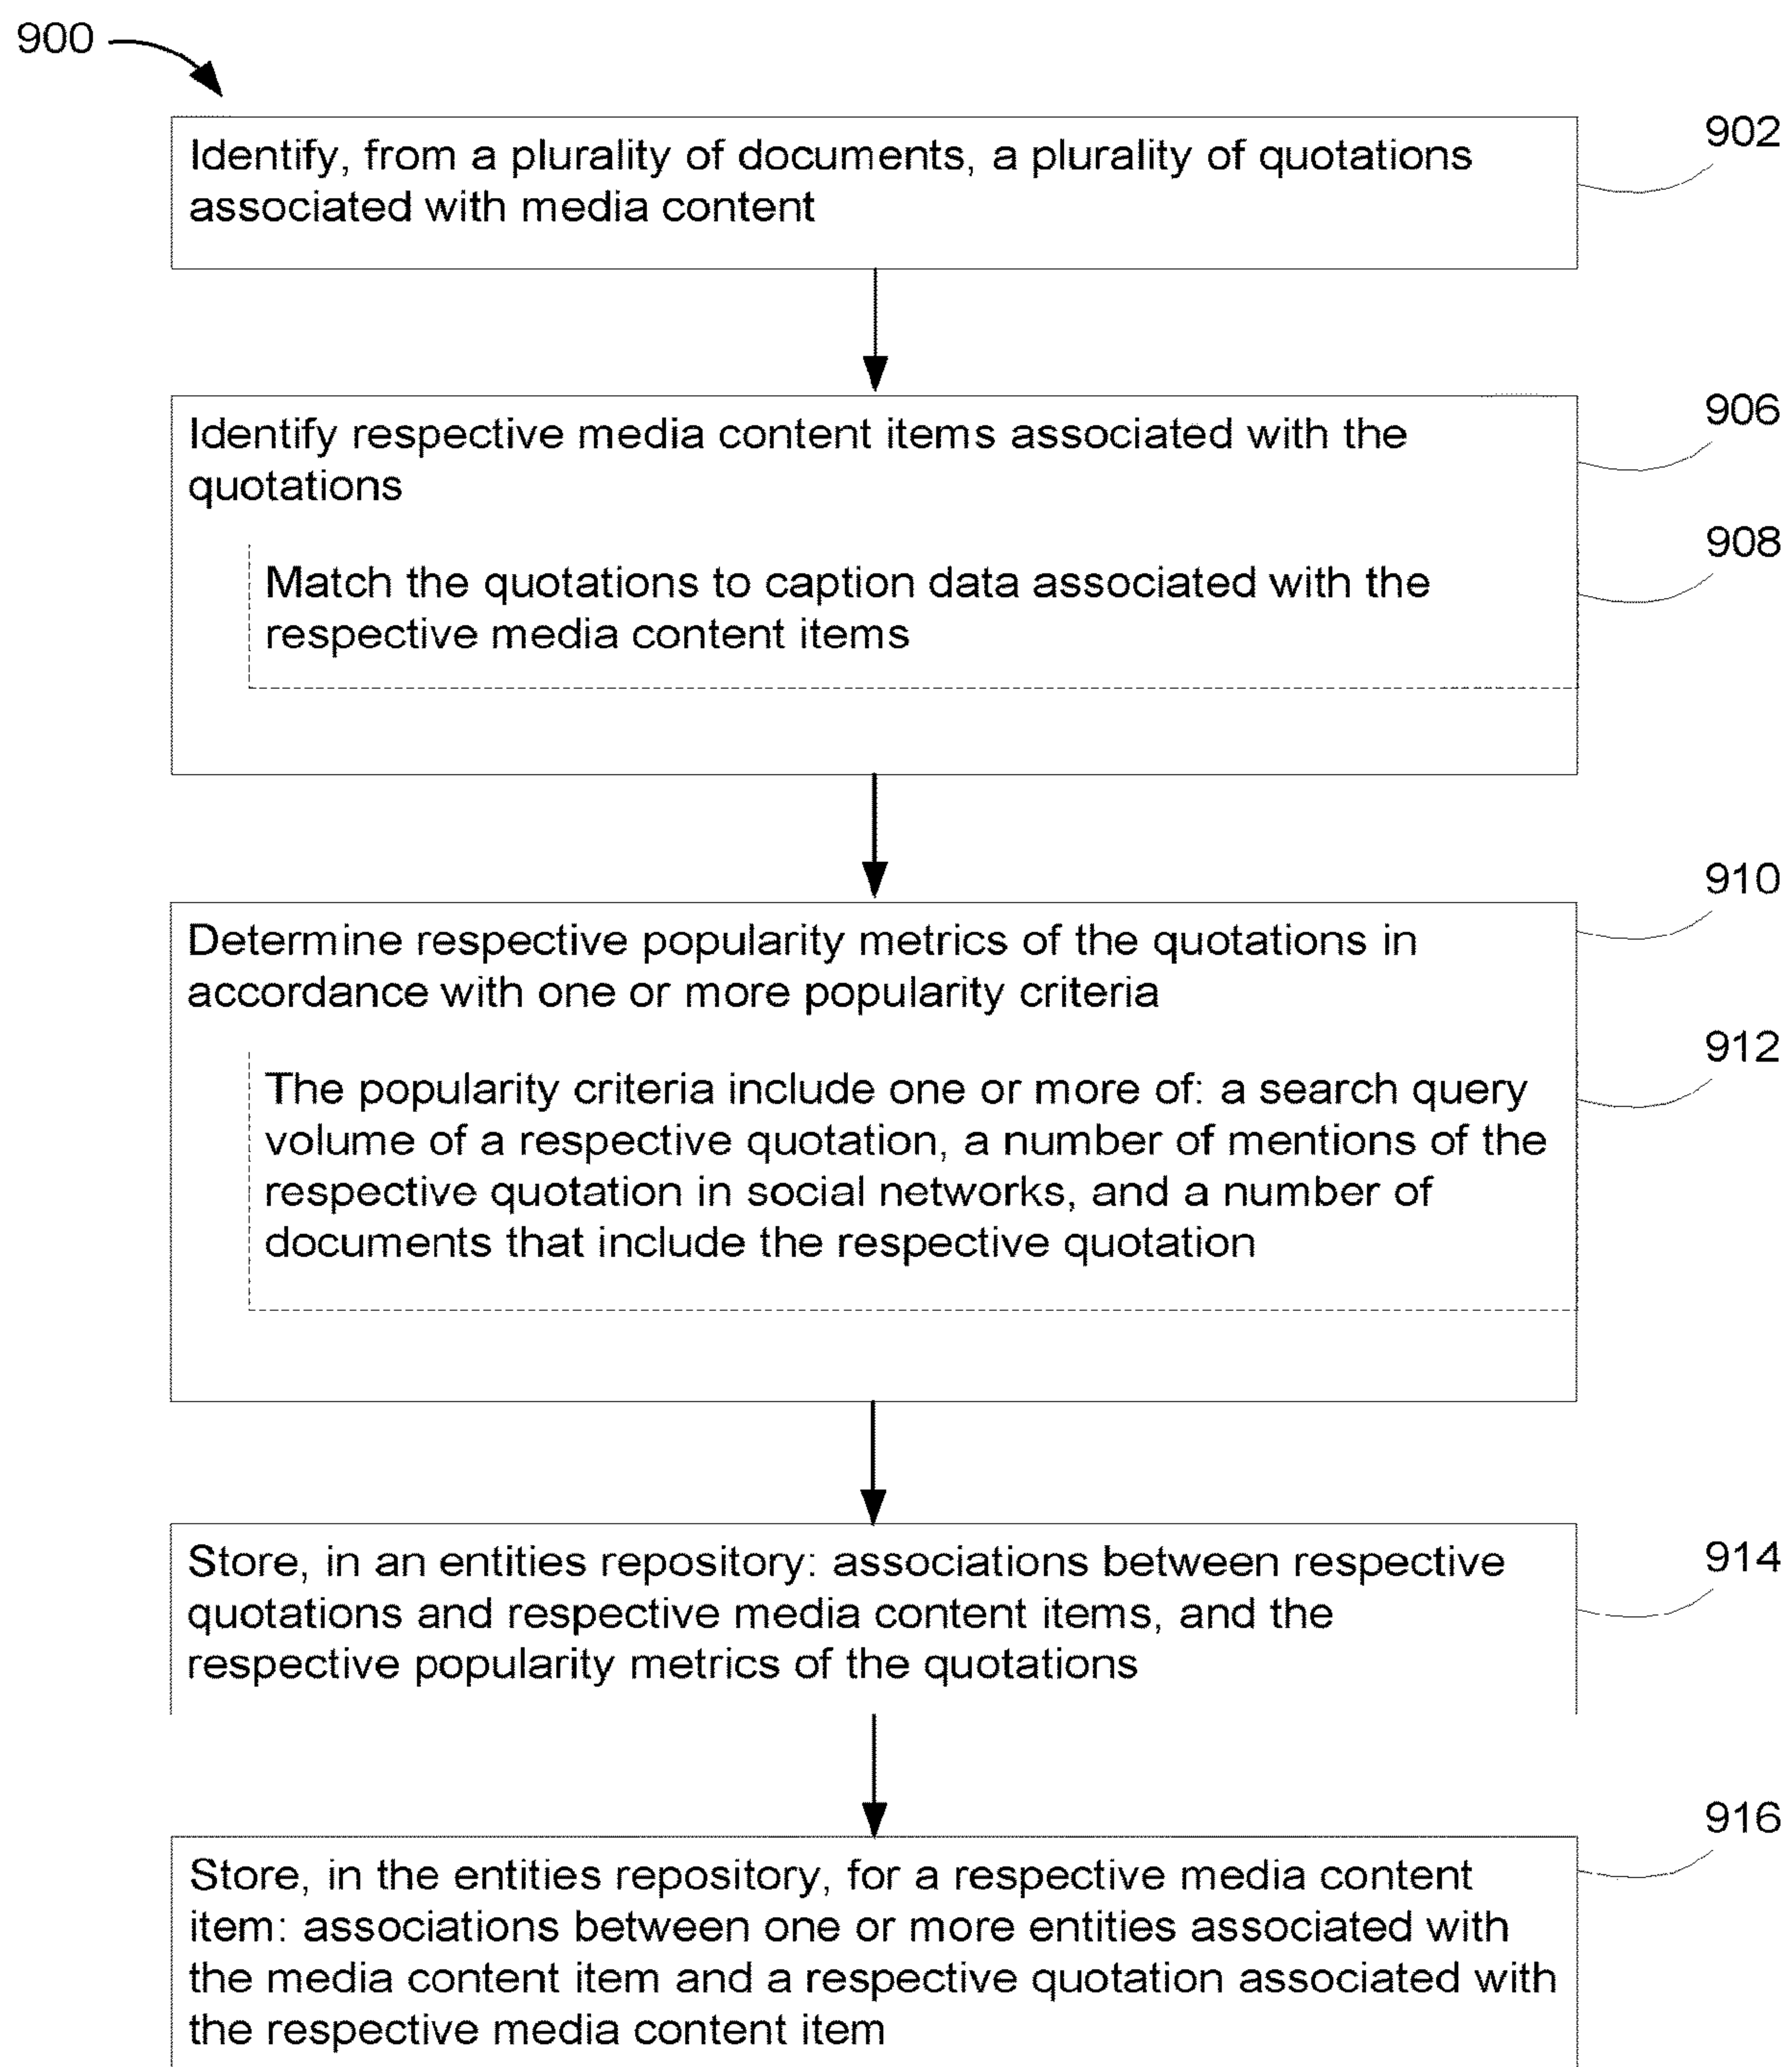 900
902
Identify, from a plurality of documents, a plurality of quotations
associated with media content
906
Identify respective media content items associated with the
quotations
908
Match the quotations to caption data associated with the
respective media content items
910
Determine respective popularity metrics of the quotations in
accordance with one or more popularity criteria
912
The popularity criteria include one or more of: a search query
volume of a respective quotation, a number of mentions of the
respective quotation in social networks, and a number of
documents that include the respective quotation
914
Store, in an entities repository: associations between respective
quotations and respective media content items, and the
respective popularity metrics of the quotations
916
Store, in the entities repository, for a respective media content
item: associations between one or more entities associated with
the media content item and a respective quotation associated with
the respective media content item